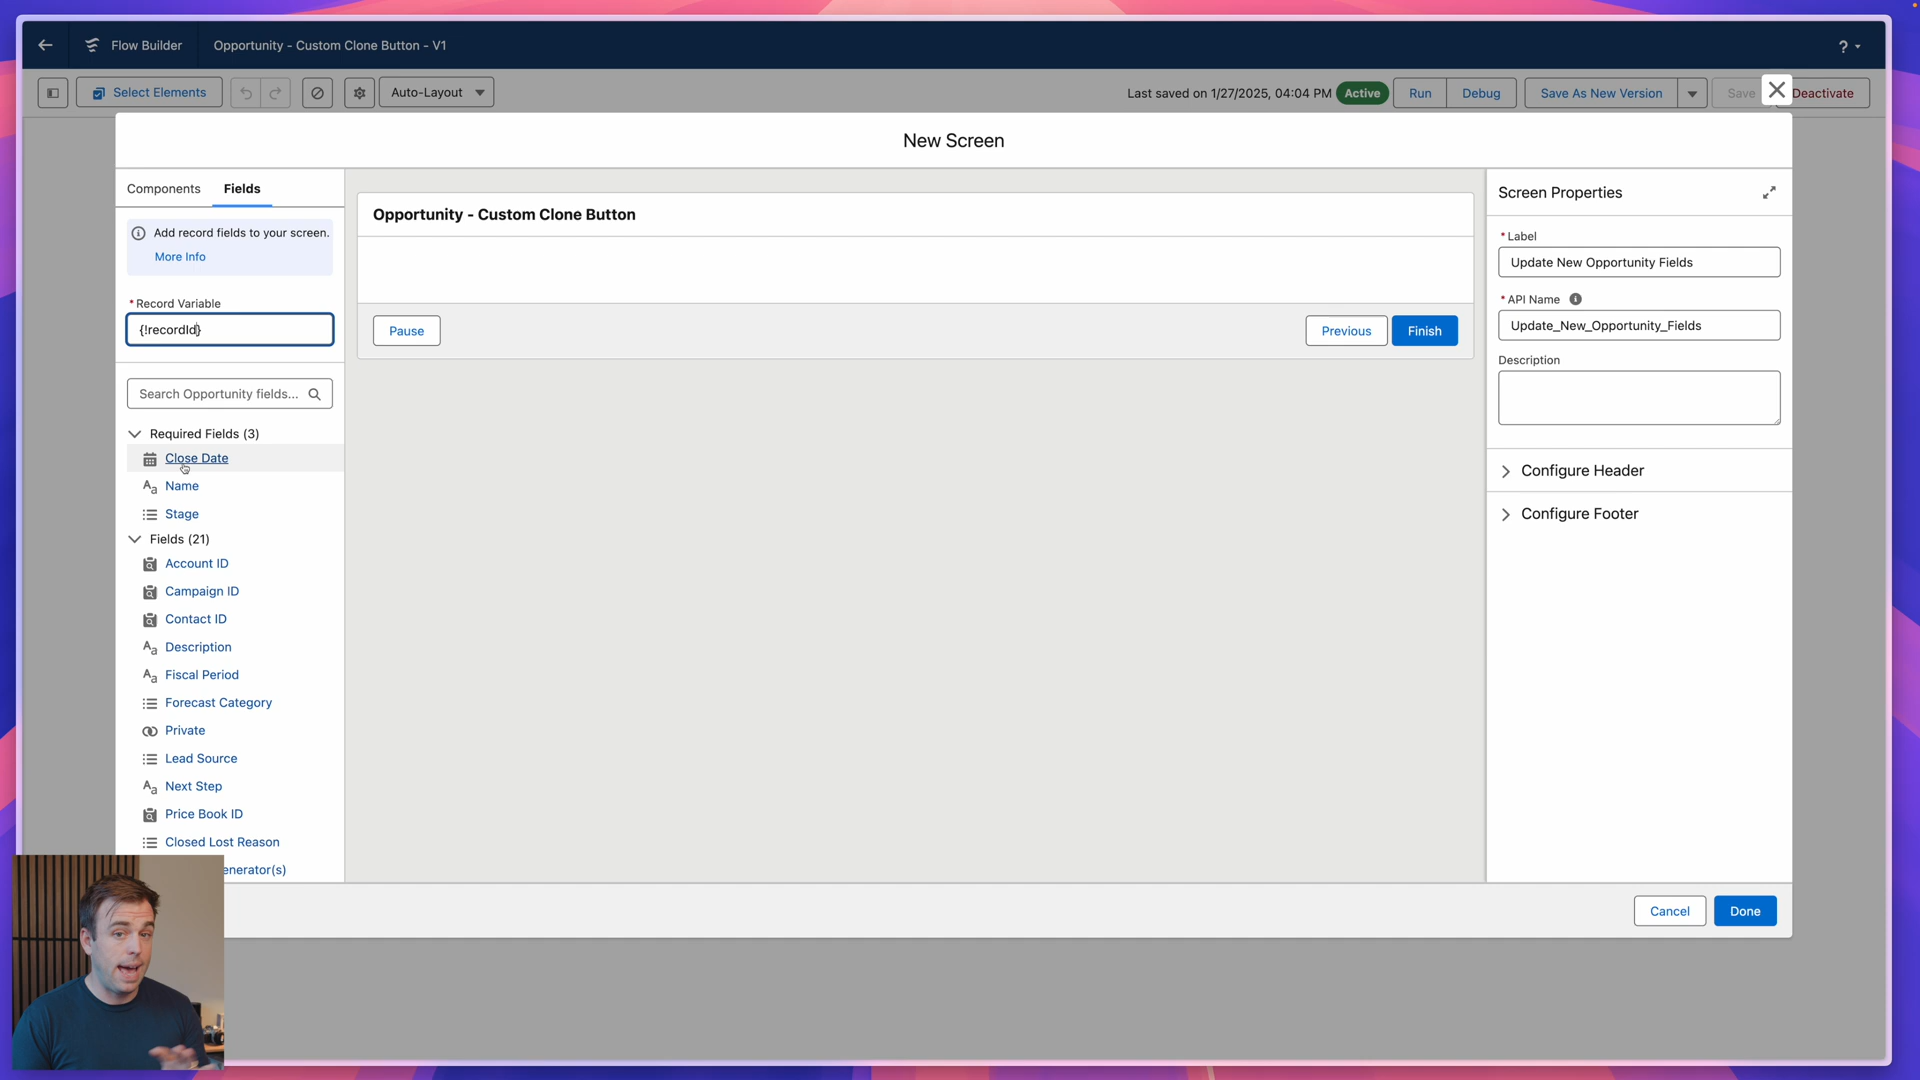 Flow Builder
Opportunity - Custom Clone Button - V1
?
Select Elements
Auto-Layout
Last saved on 1/27/2025, 04:04 PM
Active
Run
Debug
Save As New Version
Save
Deactivate
New Screen
Components
Fields
Add record fields to your screen.
More Info
* Record Variable
{!recordId}
Search Opportunity fields...
Required Fields (3)
Close Date
Name
Stage
Fields (21)
Account ID
Campaign ID
Contact ID
Description
Fiscal Period
Forecast Category
Private
Lead Source
Next Step
Price Book ID
Closed Lost Reason
enerator(s)
Opportunity - Custom Clone Button
Pause
Previous
Finish
Screen Properties
* Label
Update New Opportunity Fields
* API Name
Update_New_Opportunity_Fields
Description
Configure Header
Configure Footer
Cancel
Done